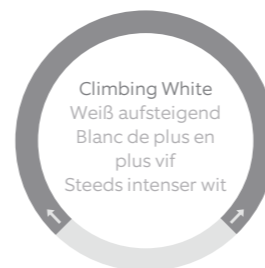 Climbing White
Weiß aufsteigend
Blanc de plus en
plus vif
Steeds intenser wit